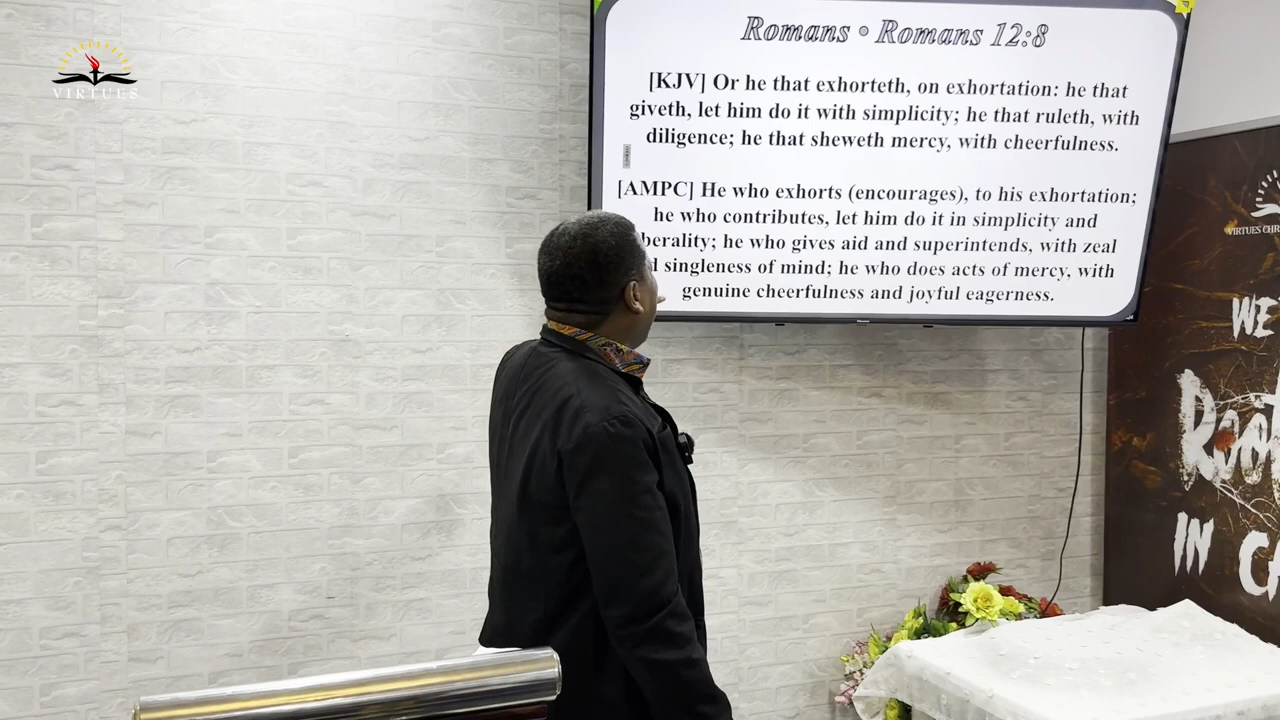 VIRTUES
Romans • Romans 12:8
[KJV] Or he that exhorteth, on exhortation: he that
giveth, let him do it with simplicity; he that ruleth, with
diligence; he that sheweth mercy, with cheerfulness.
[AMPC] He who exhorts (encourages), to his exhortation;
he who contributes, let him do it in simplicity and
berality; he who gives aid and superintends, with zeal
singleness of mind; he who does acts of mercy, with
genuine cheerfulness and joyful eagerness.
VIRTUES CHR
WE
Root
IN C